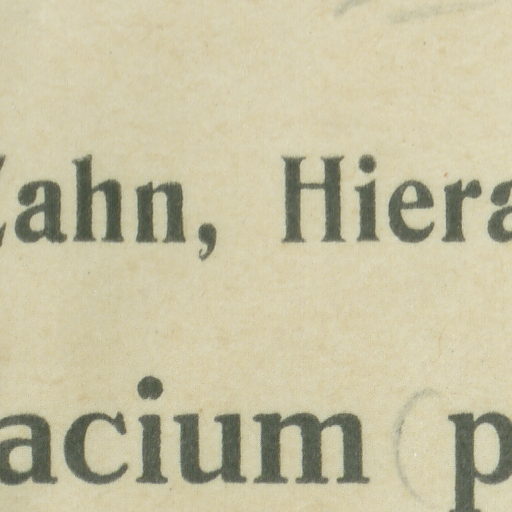 Zahn, Hiera
acium p